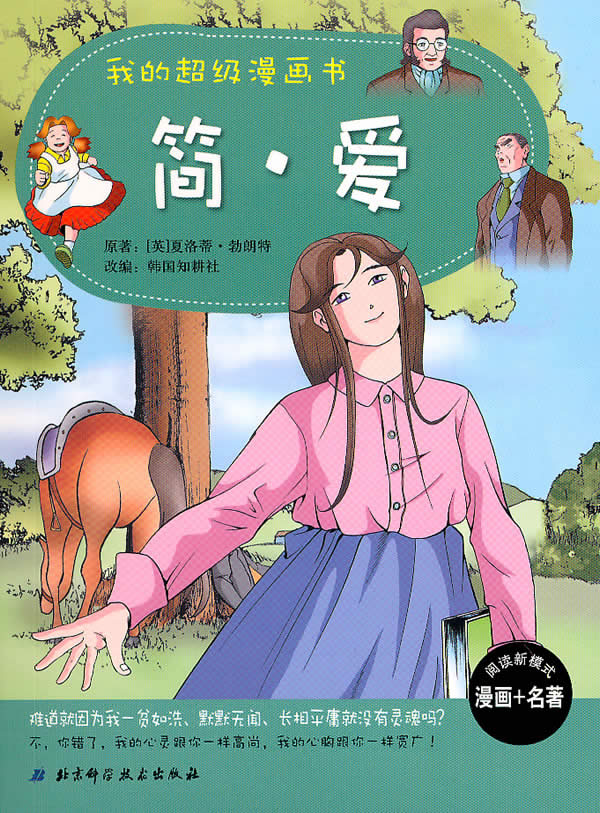 我的超级漫画书
简·爱
原著：[英]夏洛蒂·勃朗特
改编：韩国知耕社
阅读新模式
漫画+名著
难道就因为我一贫如洗、默默无闻、长相平庸就没有灵魂吗？
不，你错了，我的心灵跟你一样高尚，我的心胸跟你一样宽广！
北京科学技术出版社